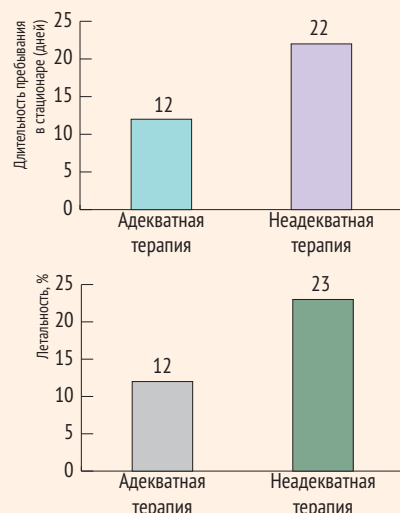 Длительность пребывания
в стационаре (дней)
25
20
15
10
5
0
12
22
Адекватная
терапия
Неадекватная
терапия
Летальность, %
25
20
15
10
5
0
12
23
Адекватная
терапия
Неадекватная
терапия